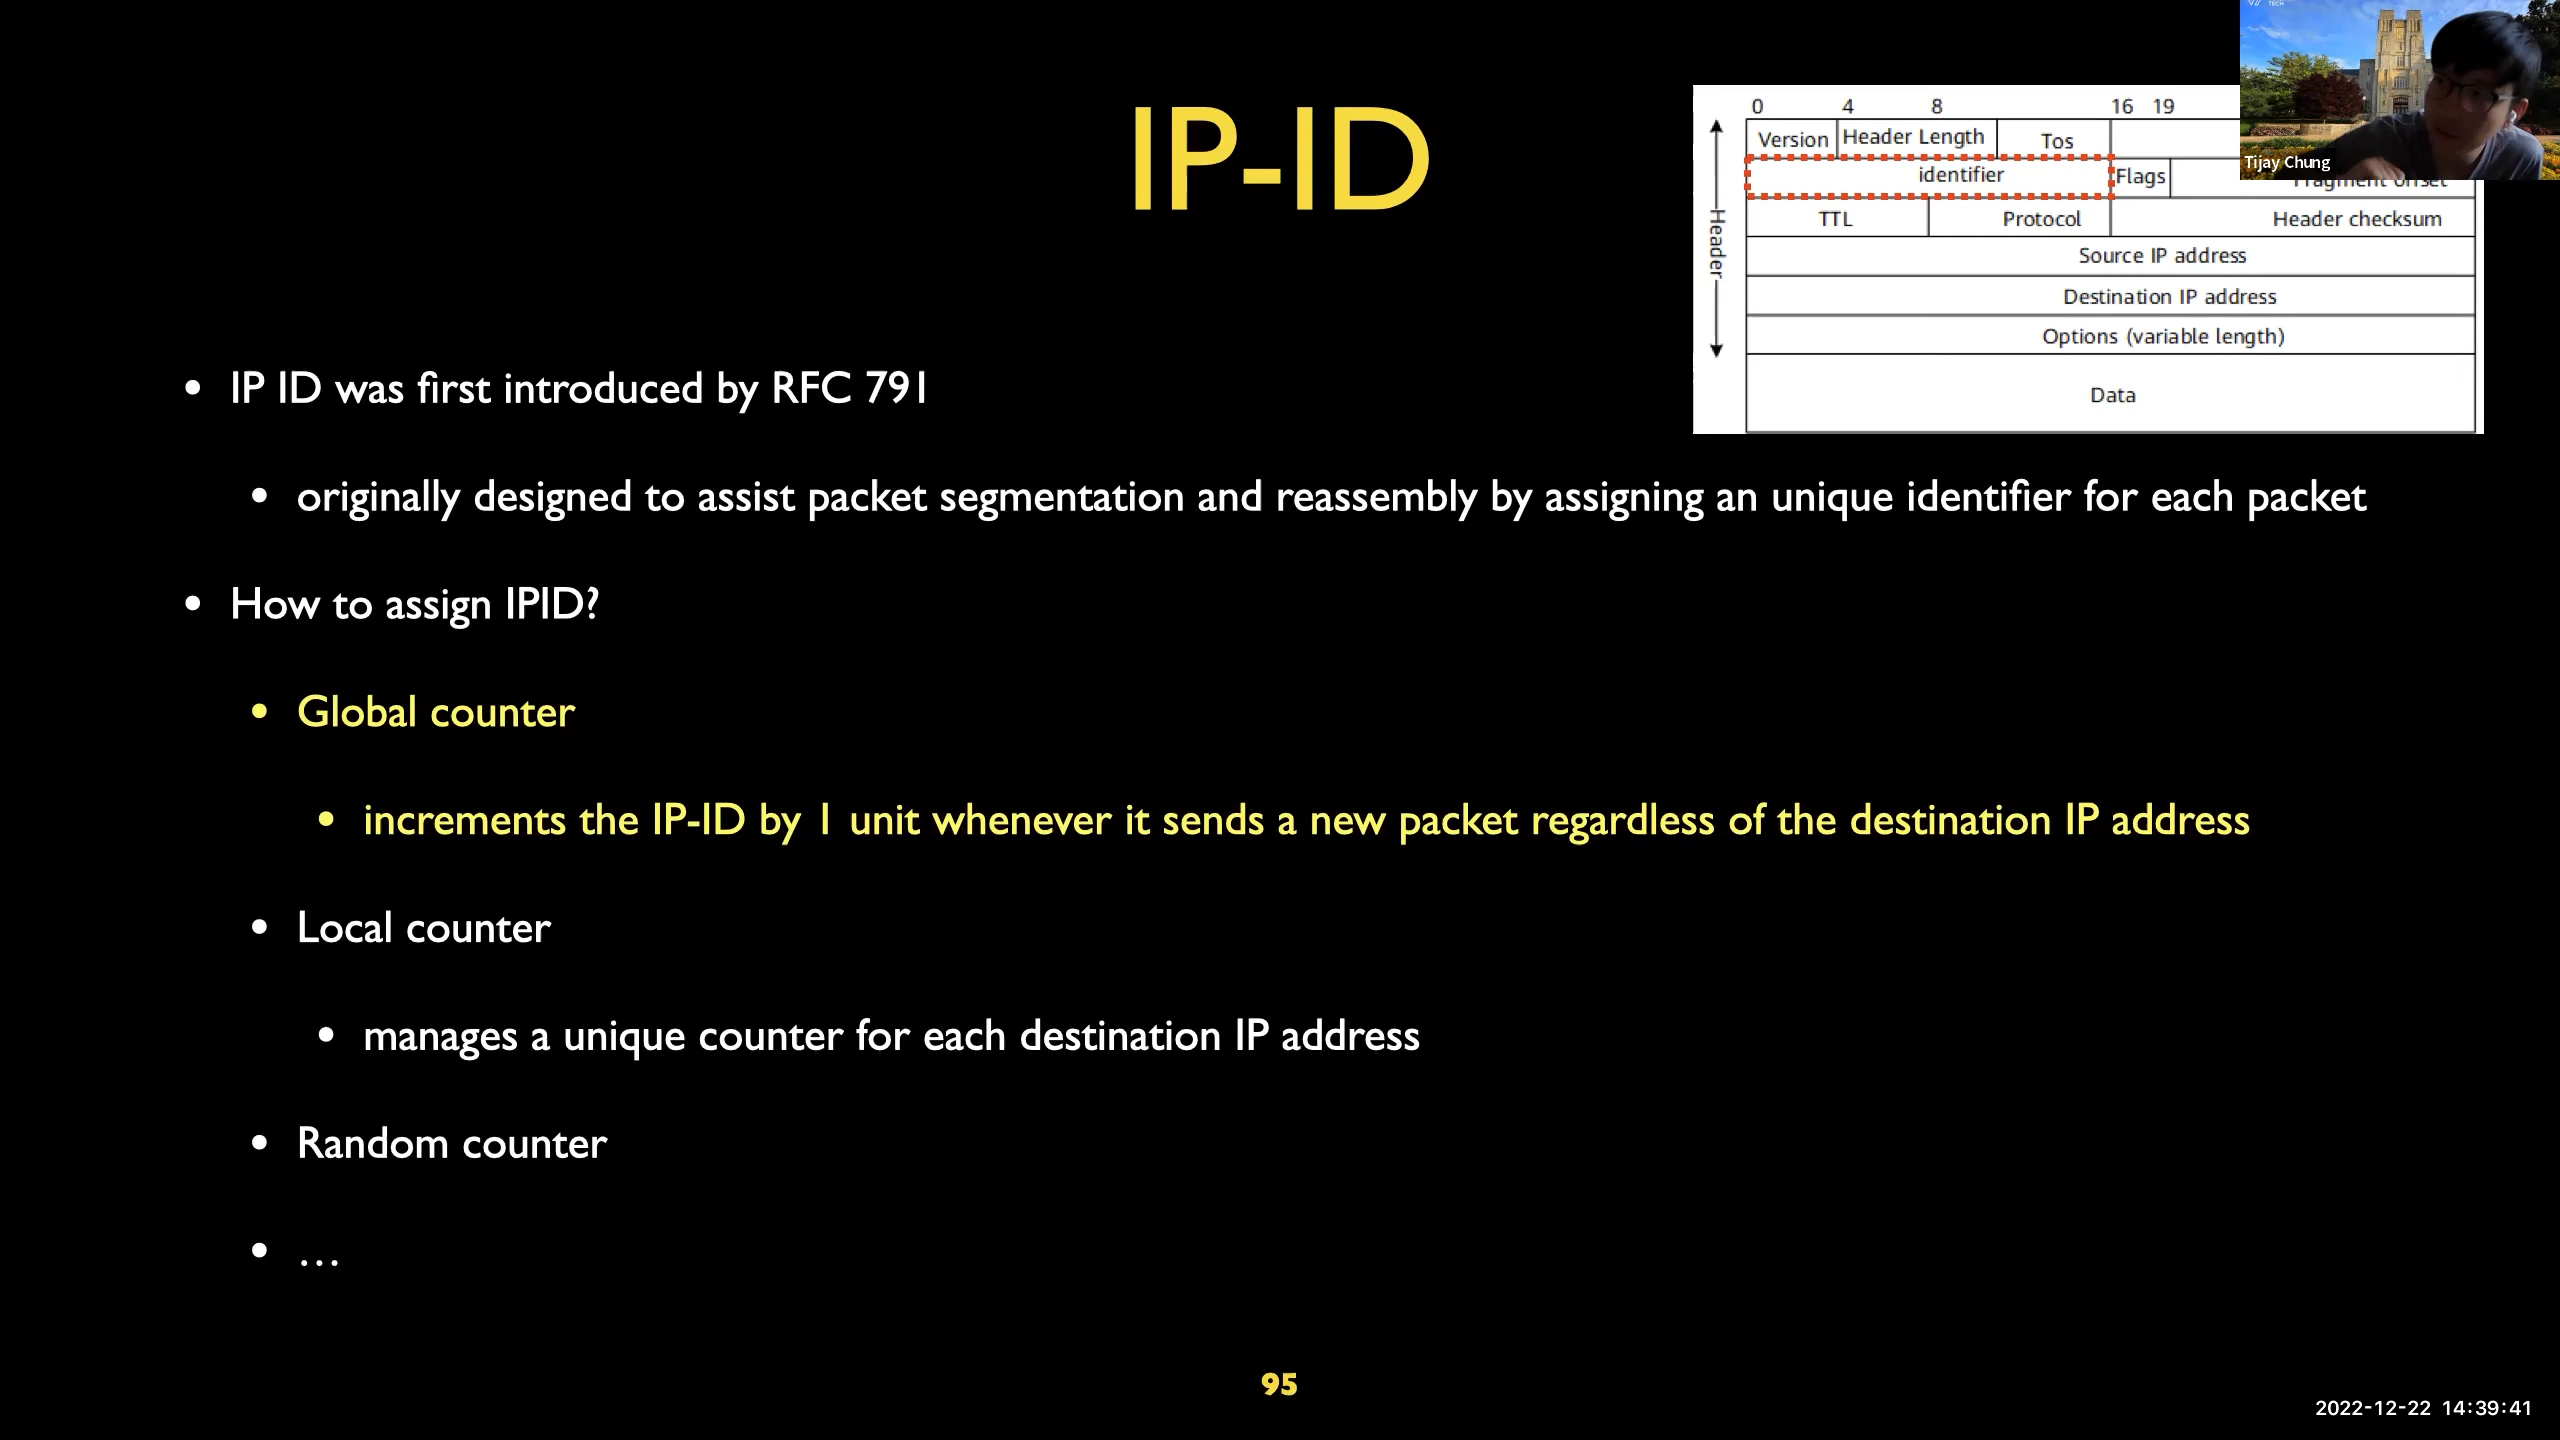 IP-ID
0 4 8 16 19
Version Header Length Tos
identifier Flags Fragment offset
TTL Protocol Header checksum
Source IP address
Destination IP address
Options (variable length)
Data
Header
TECH
Tijay Chung
• IP ID was first introduced by RFC 791
• originally designed to assist packet segmentation and reassembly by assigning an unique identifier for each packet
• How to assign IPID?
• Global counter
• increments the IP-ID by 1 unit whenever it sends a new packet regardless of the destination IP address
• Local counter
• manages a unique counter for each destination IP address
• Random counter
• …
95
2022-12-22 14:39:41